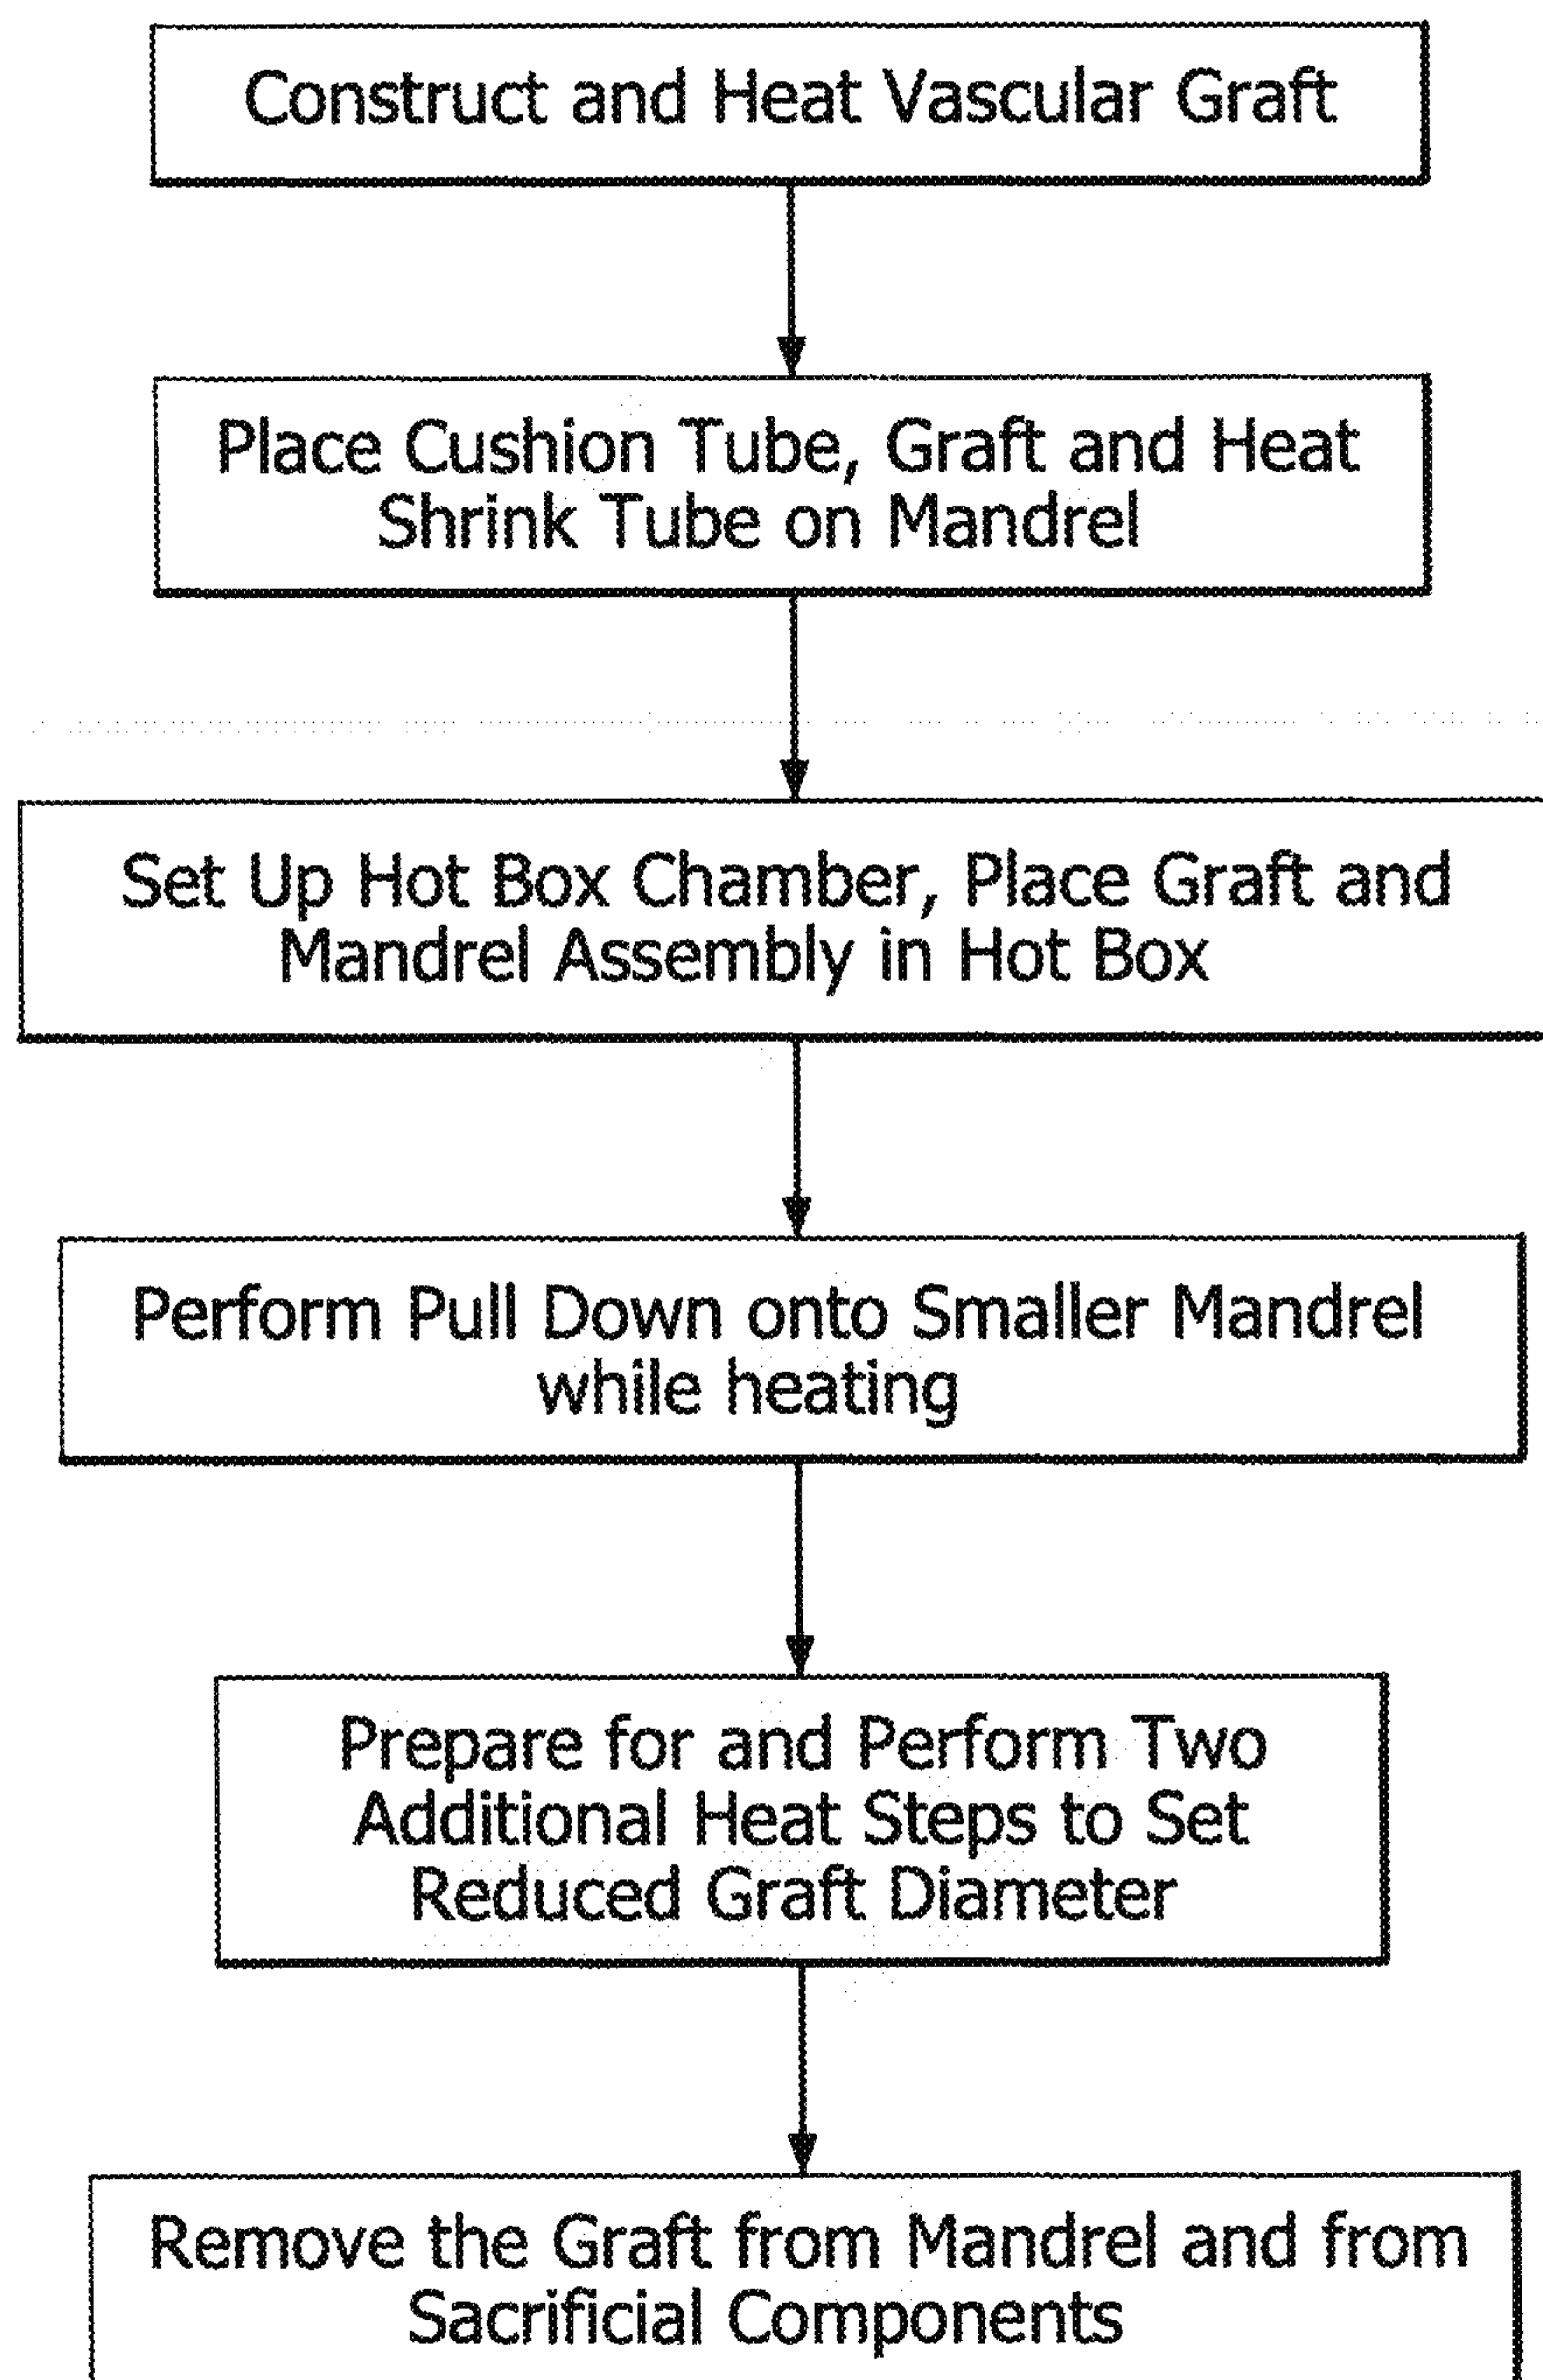 Construct and Heat Vascular Graft
Place Cushion Tube, Graft and Heat
Shrink Tube on Mandrel
Set Up Hot Box Chamber, Place Graft and
Mandrel Assembly in Hot Box
Perform Pull Down onto Smaller Mandrel
while heating
Prepare for and Perform Two
Additional Heat Steps to Set
Reduced Graft Diameter
Remove the Graft from Mandrel and from
Sacrificial Components